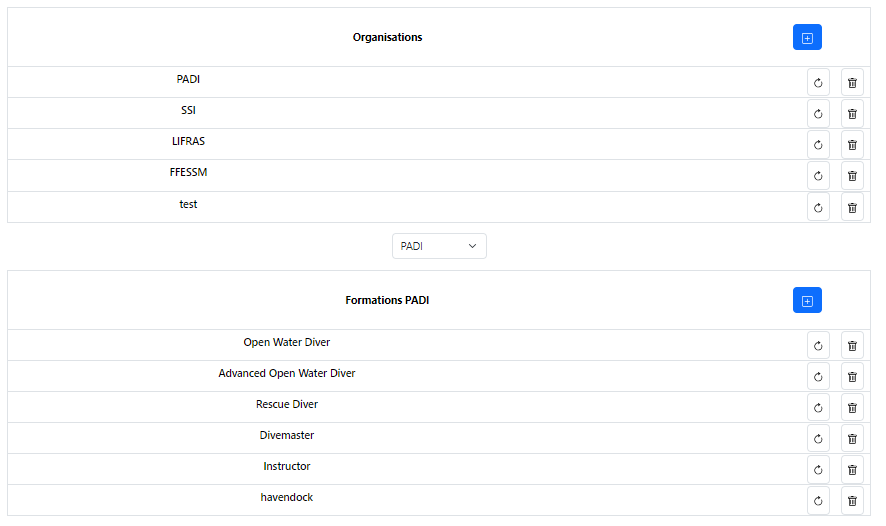 Organisations
PADI
SSI
LIFRAS
FFESSM
test
PADI
Formations PADI
Open Water Diver
Advanced Open Water Diver
Rescue Diver
Divemaster
Instructor
havendock